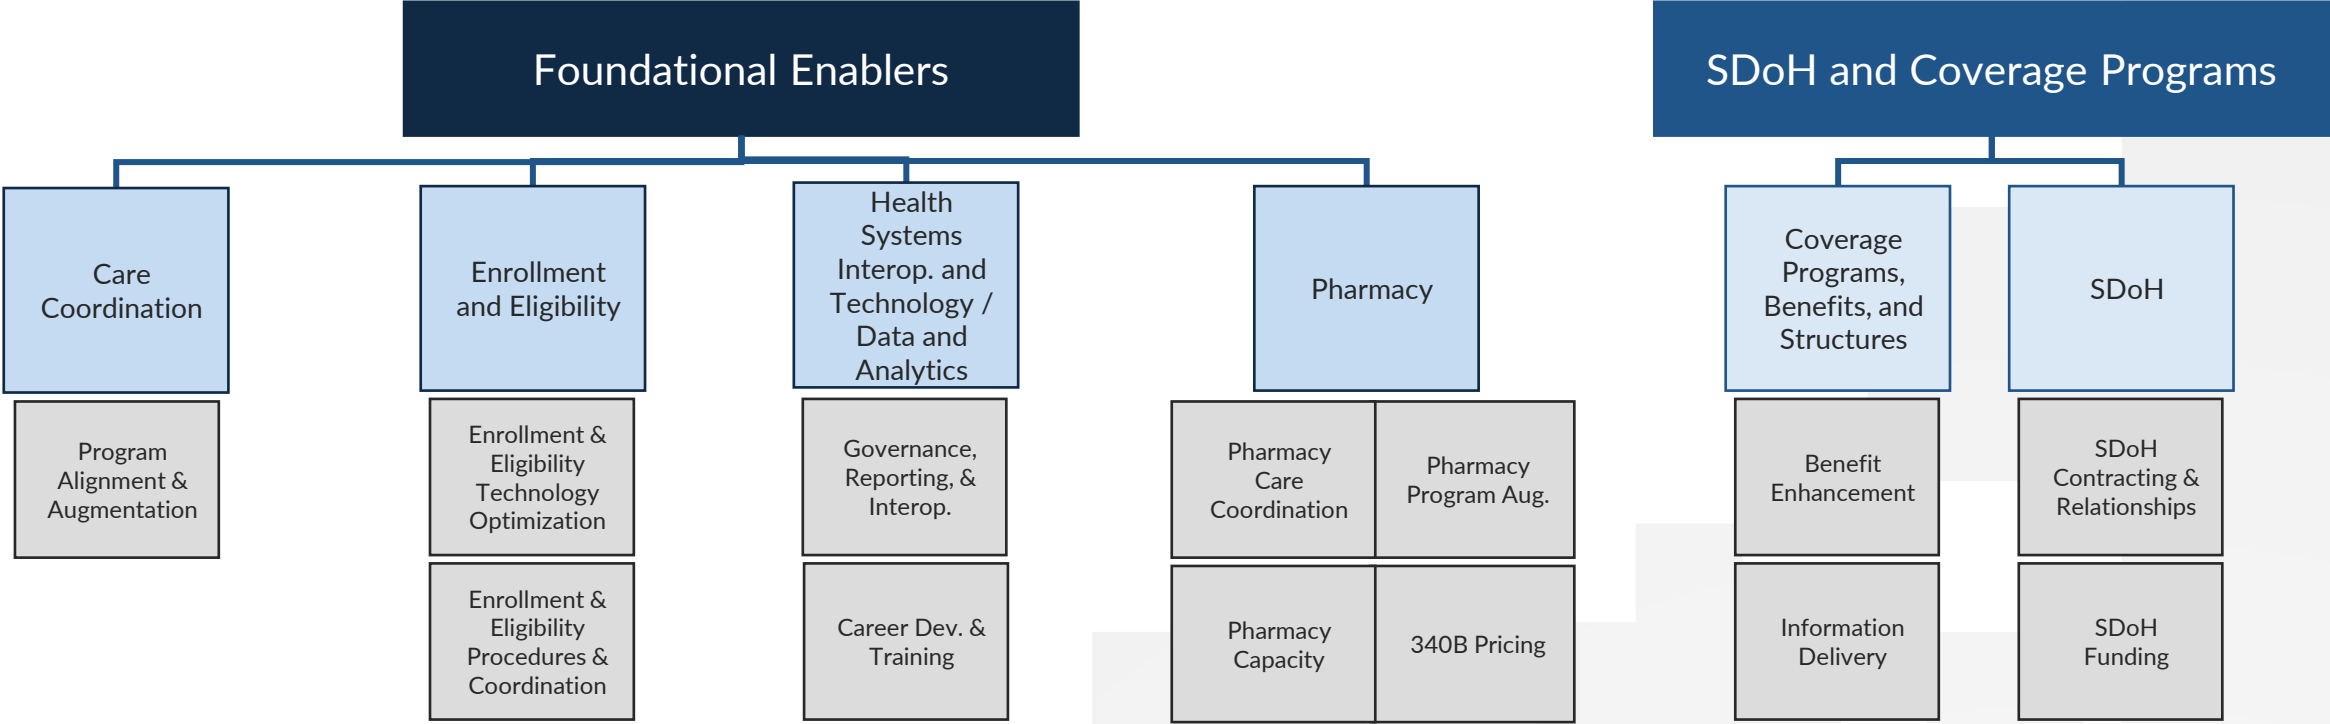 Foundational Enablers
SDoH and Coverage Programs
Care
Coordination
Enrollment
and Eligibility
Health
Systems
Interop. and
Technology /
Data and
Analytics
Pharmacy
Coverage
Programs,
Benefits, and
Structures
SDoH
Program
Alignment &
Augmentation
Enrollment &
Eligibility
Technology
Optimization
Governance,
Reporting, &
Interop.
Pharmacy
Care
Coordination
Pharmacy
Program Aug.
Benefit
Enhancement
SDoH
Contracting &
Relationships
Enrollment &
Eligibility
Procedures &
Coordination
Career Dev. &
Training
Pharmacy
Capacity
340B Pricing
Information
Delivery
SDoH
Funding